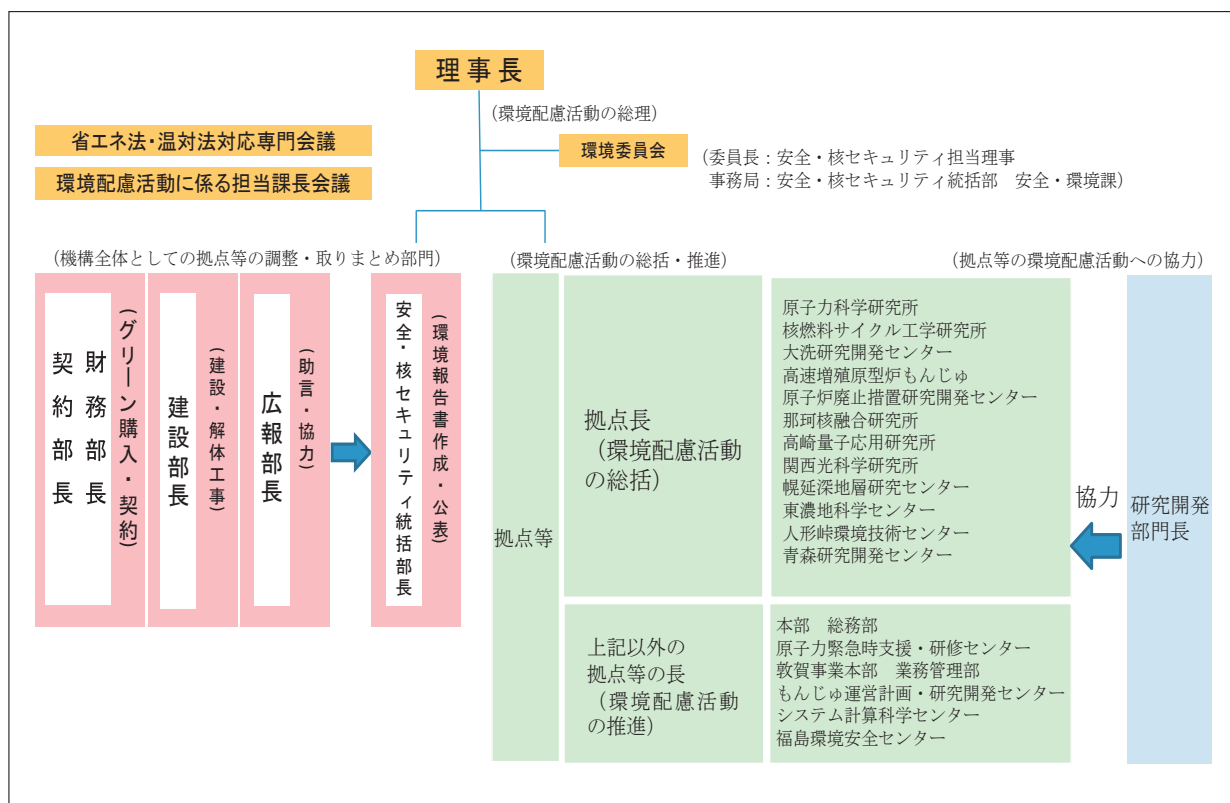 理事長
(環境配慮活動の総理)
省エネ法・温対法対応専門会議
環境配慮活動に係る担当課長会議
環境委員会
(委員長：安全・核セキュリティ担当理事
事務局：安全・核セキュリティ統括部　安全・環境課)
(機構全体としての拠点等の調整・取りまとめ部門)
(環境配慮活動の総括・推進)
(拠点等の環境配慮活動への協力)
契約部長
財務部長
(グリーン購入・契約)
建設部長
(建設・解体工事)
広報部長
(助言・協力)
安全・核セキュリティ統括部長
(環境報告書作成・公表)
拠点等
拠点長
（環境配慮活動
の総括）
原子力科学研究所
核燃料サイクル工学研究所
大洗研究開発センター
高速増殖原型炉もんじゅ
原子炉廃止措置研究開発センター
那珂核融合研究所
高崎量子応用研究所
関西光科学研究所
幌延深地層研究センター
東濃地科学センター
人形峠環境技術センター
青森研究開発センター
協力
研究開発
部門長
上記以外の
拠点等の長
（環境配慮活動
の推進）
本部　総務部
原子力緊急時支援・研修センター
敦賀事業本部　業務管理部
もんじゅ運営計画・研究開発センター
システム計算科学センター
福島環境安全センター